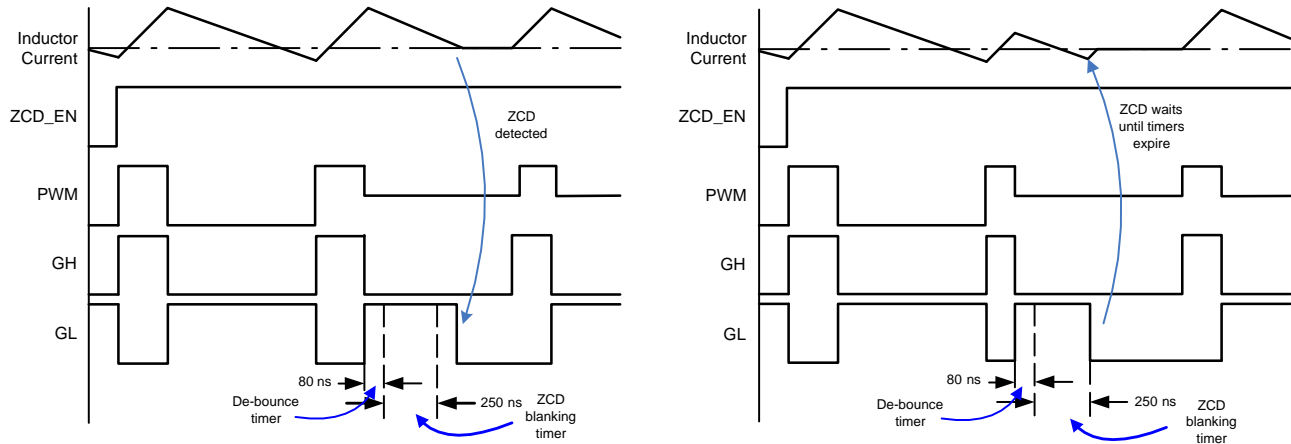 Inductor
Current
ZCD_EN
ZCD
detected
PWM
GH
GL
80 ns
De-bounce
timer
250 ns
ZCD
blanking
timer
Inductor
Current
ZCD_EN
ZCD waits
until timers
expire
PWM
GH
GL
80 ns
De-bounce
timer
250 ns
ZCD
blanking
timer